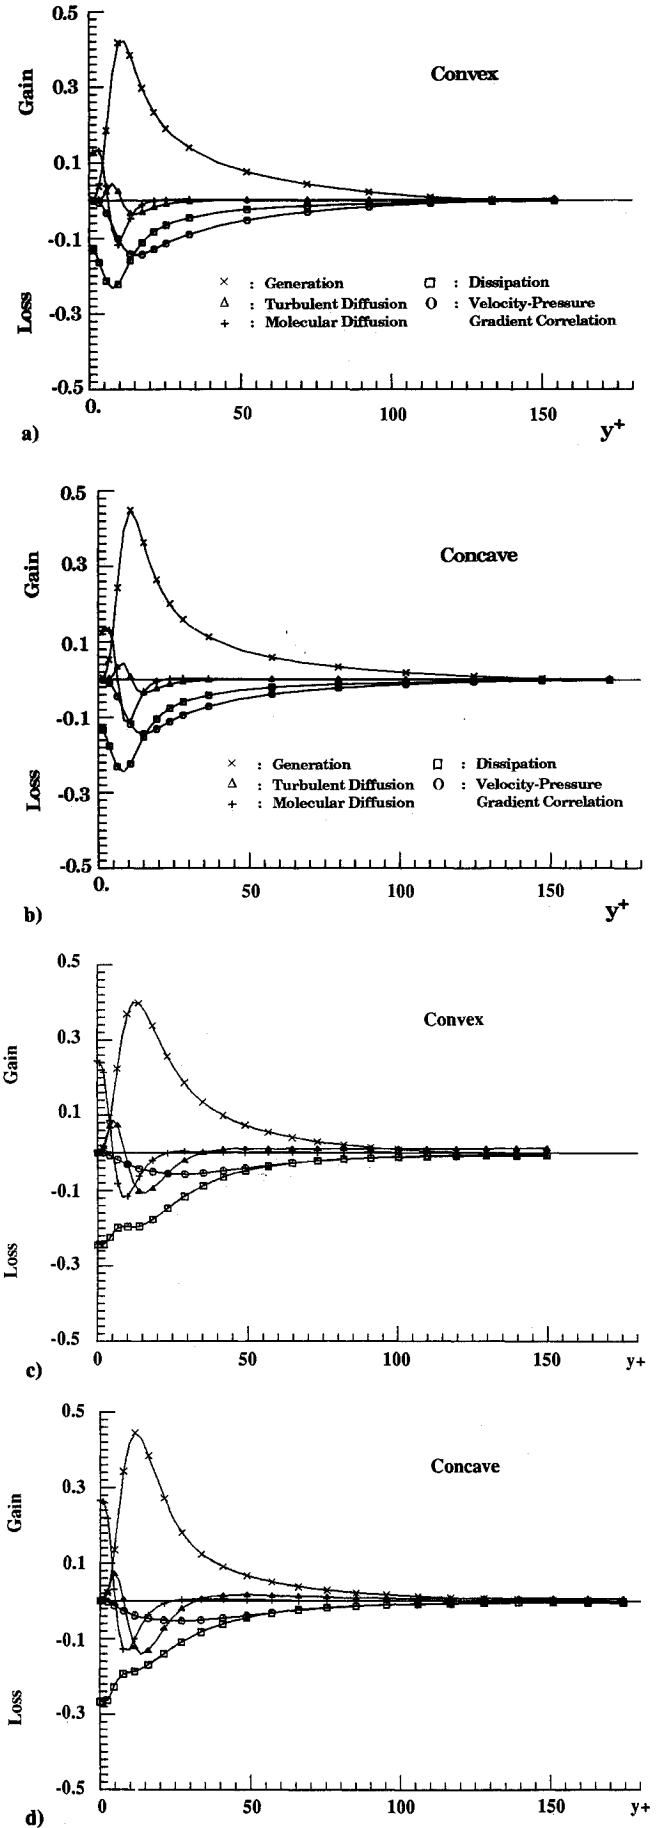 0.5
Convex
0.3
Gain
0.1
-0.1
× : Generation
□ : Dissipation
Δ : Turbulent Diffusion
O : Velocity-Pressure
+ : Molecular Diffusion
Gradient Correlation
Loss
-0.3
-0.5
0.
50
100
150
y+
a)
0.5
Concave
0.3
Gain
0.1
-0.1
× : Generation
□ : Dissipation
Δ : Turbulent Diffusion
O : Velocity-Pressure
+ : Molecular Diffusion
Gradient Correlation
Loss
-0.3
-0.5
0.
50
100
150
y+
b)
0.5
Convex
0.3
Gain
0.1
-0.1
Loss
-0.3
-0.5
0
50
100
150
y+
c)
0.5
Concave
0.3
Gain
0.1
-0.1
Loss
-0.3
-0.5
0
50
100
150
y+
d)